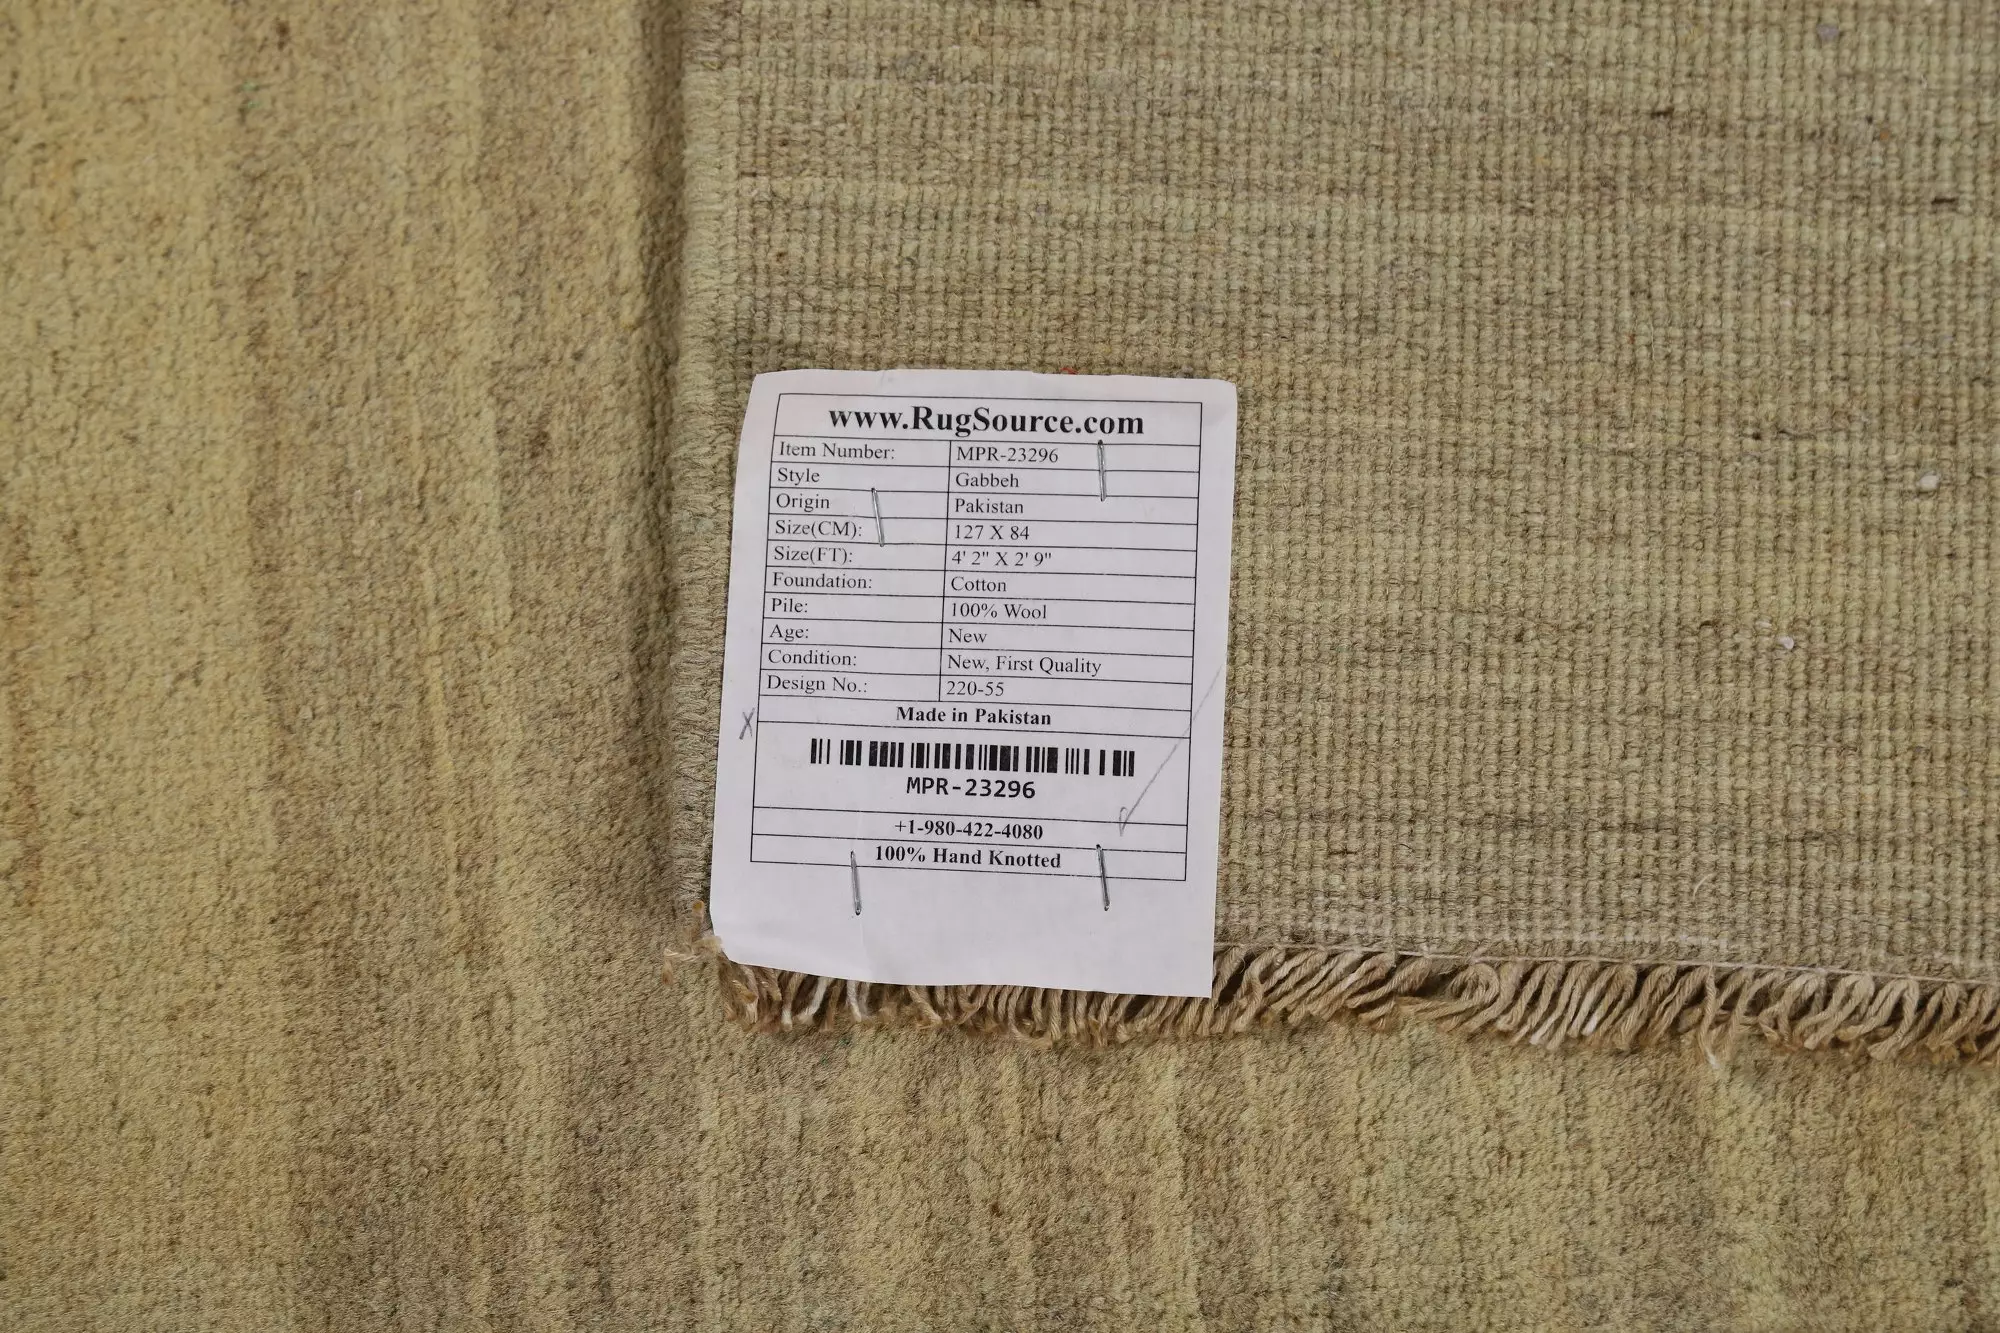 www.RugSource.com
Item Number: MPR-23296
Style Gabbeh
Origin Pakistan
Size(CM): 127 X 84
Size(FT): 4' 2" X 2' 9"
Foundation: Cotton
Pile: 100% Wool
Age: New
Condition: New, First Quality
Design No.: 220-55
Made in Pakistan
X
MPR-23296
+1-980-422-4080
100% Hand Knotted